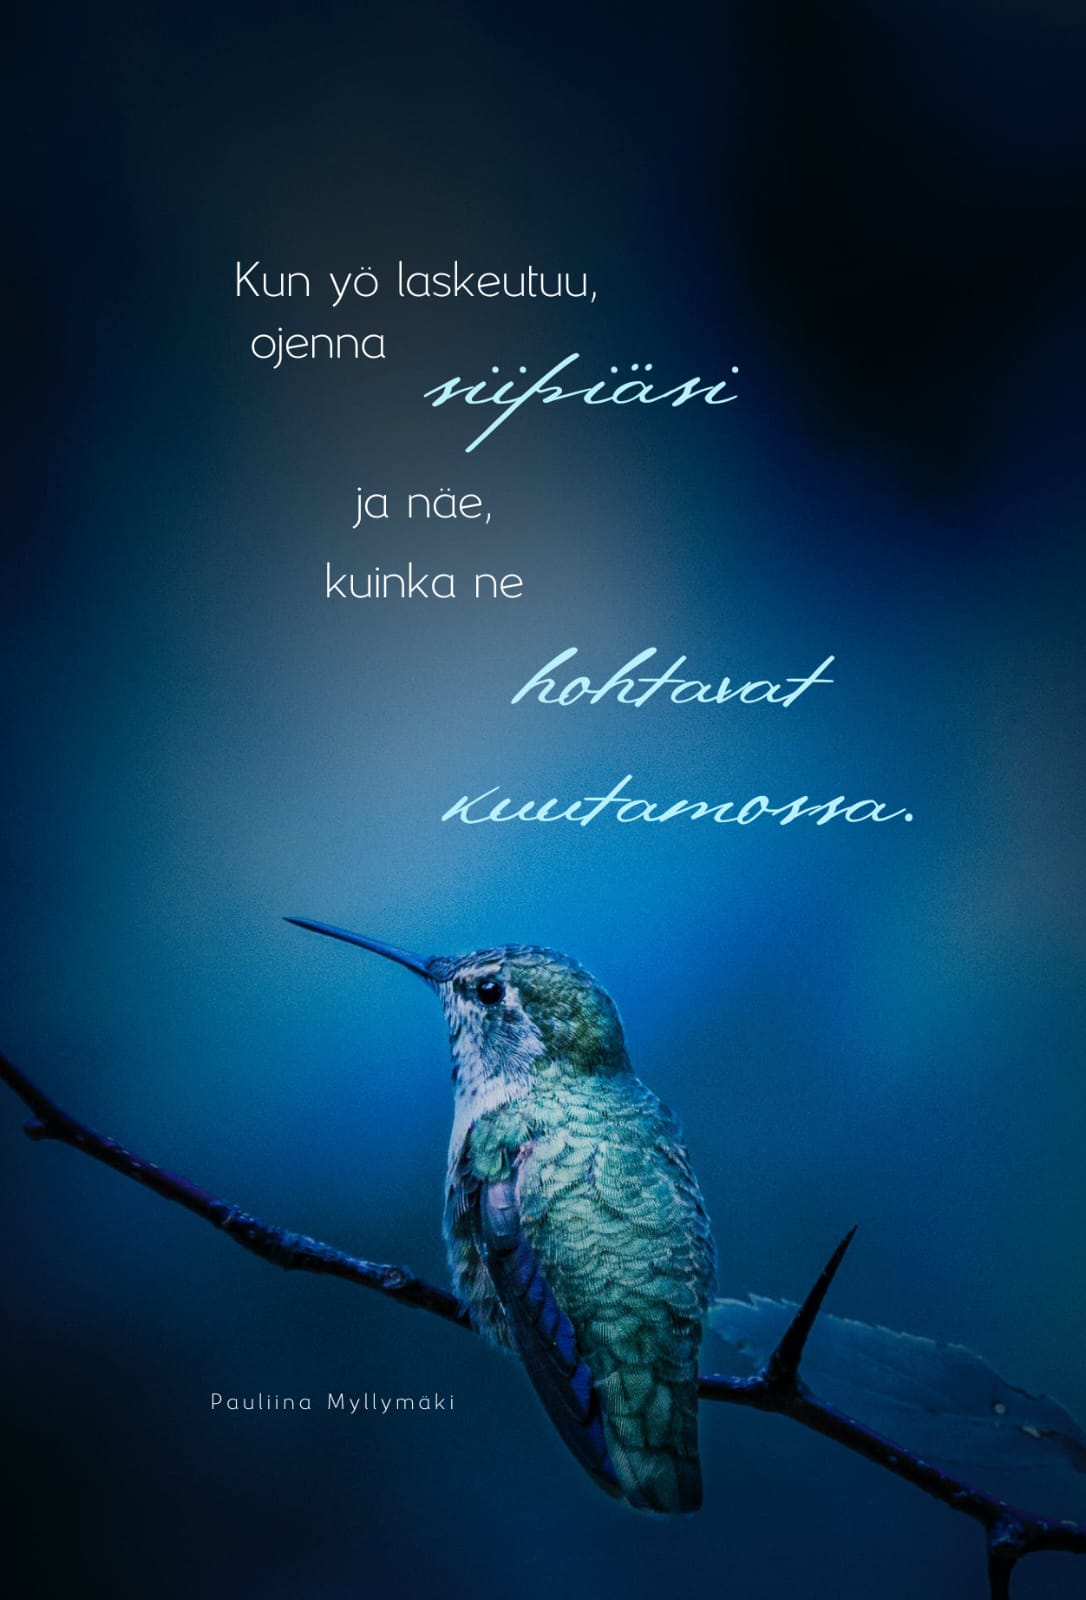 Kun yö laskeutuu,
ojenna
siipiäsi
ja näe,
kuinka ne
hohtavat
kuutamossa.
Pauliina Myllymäki